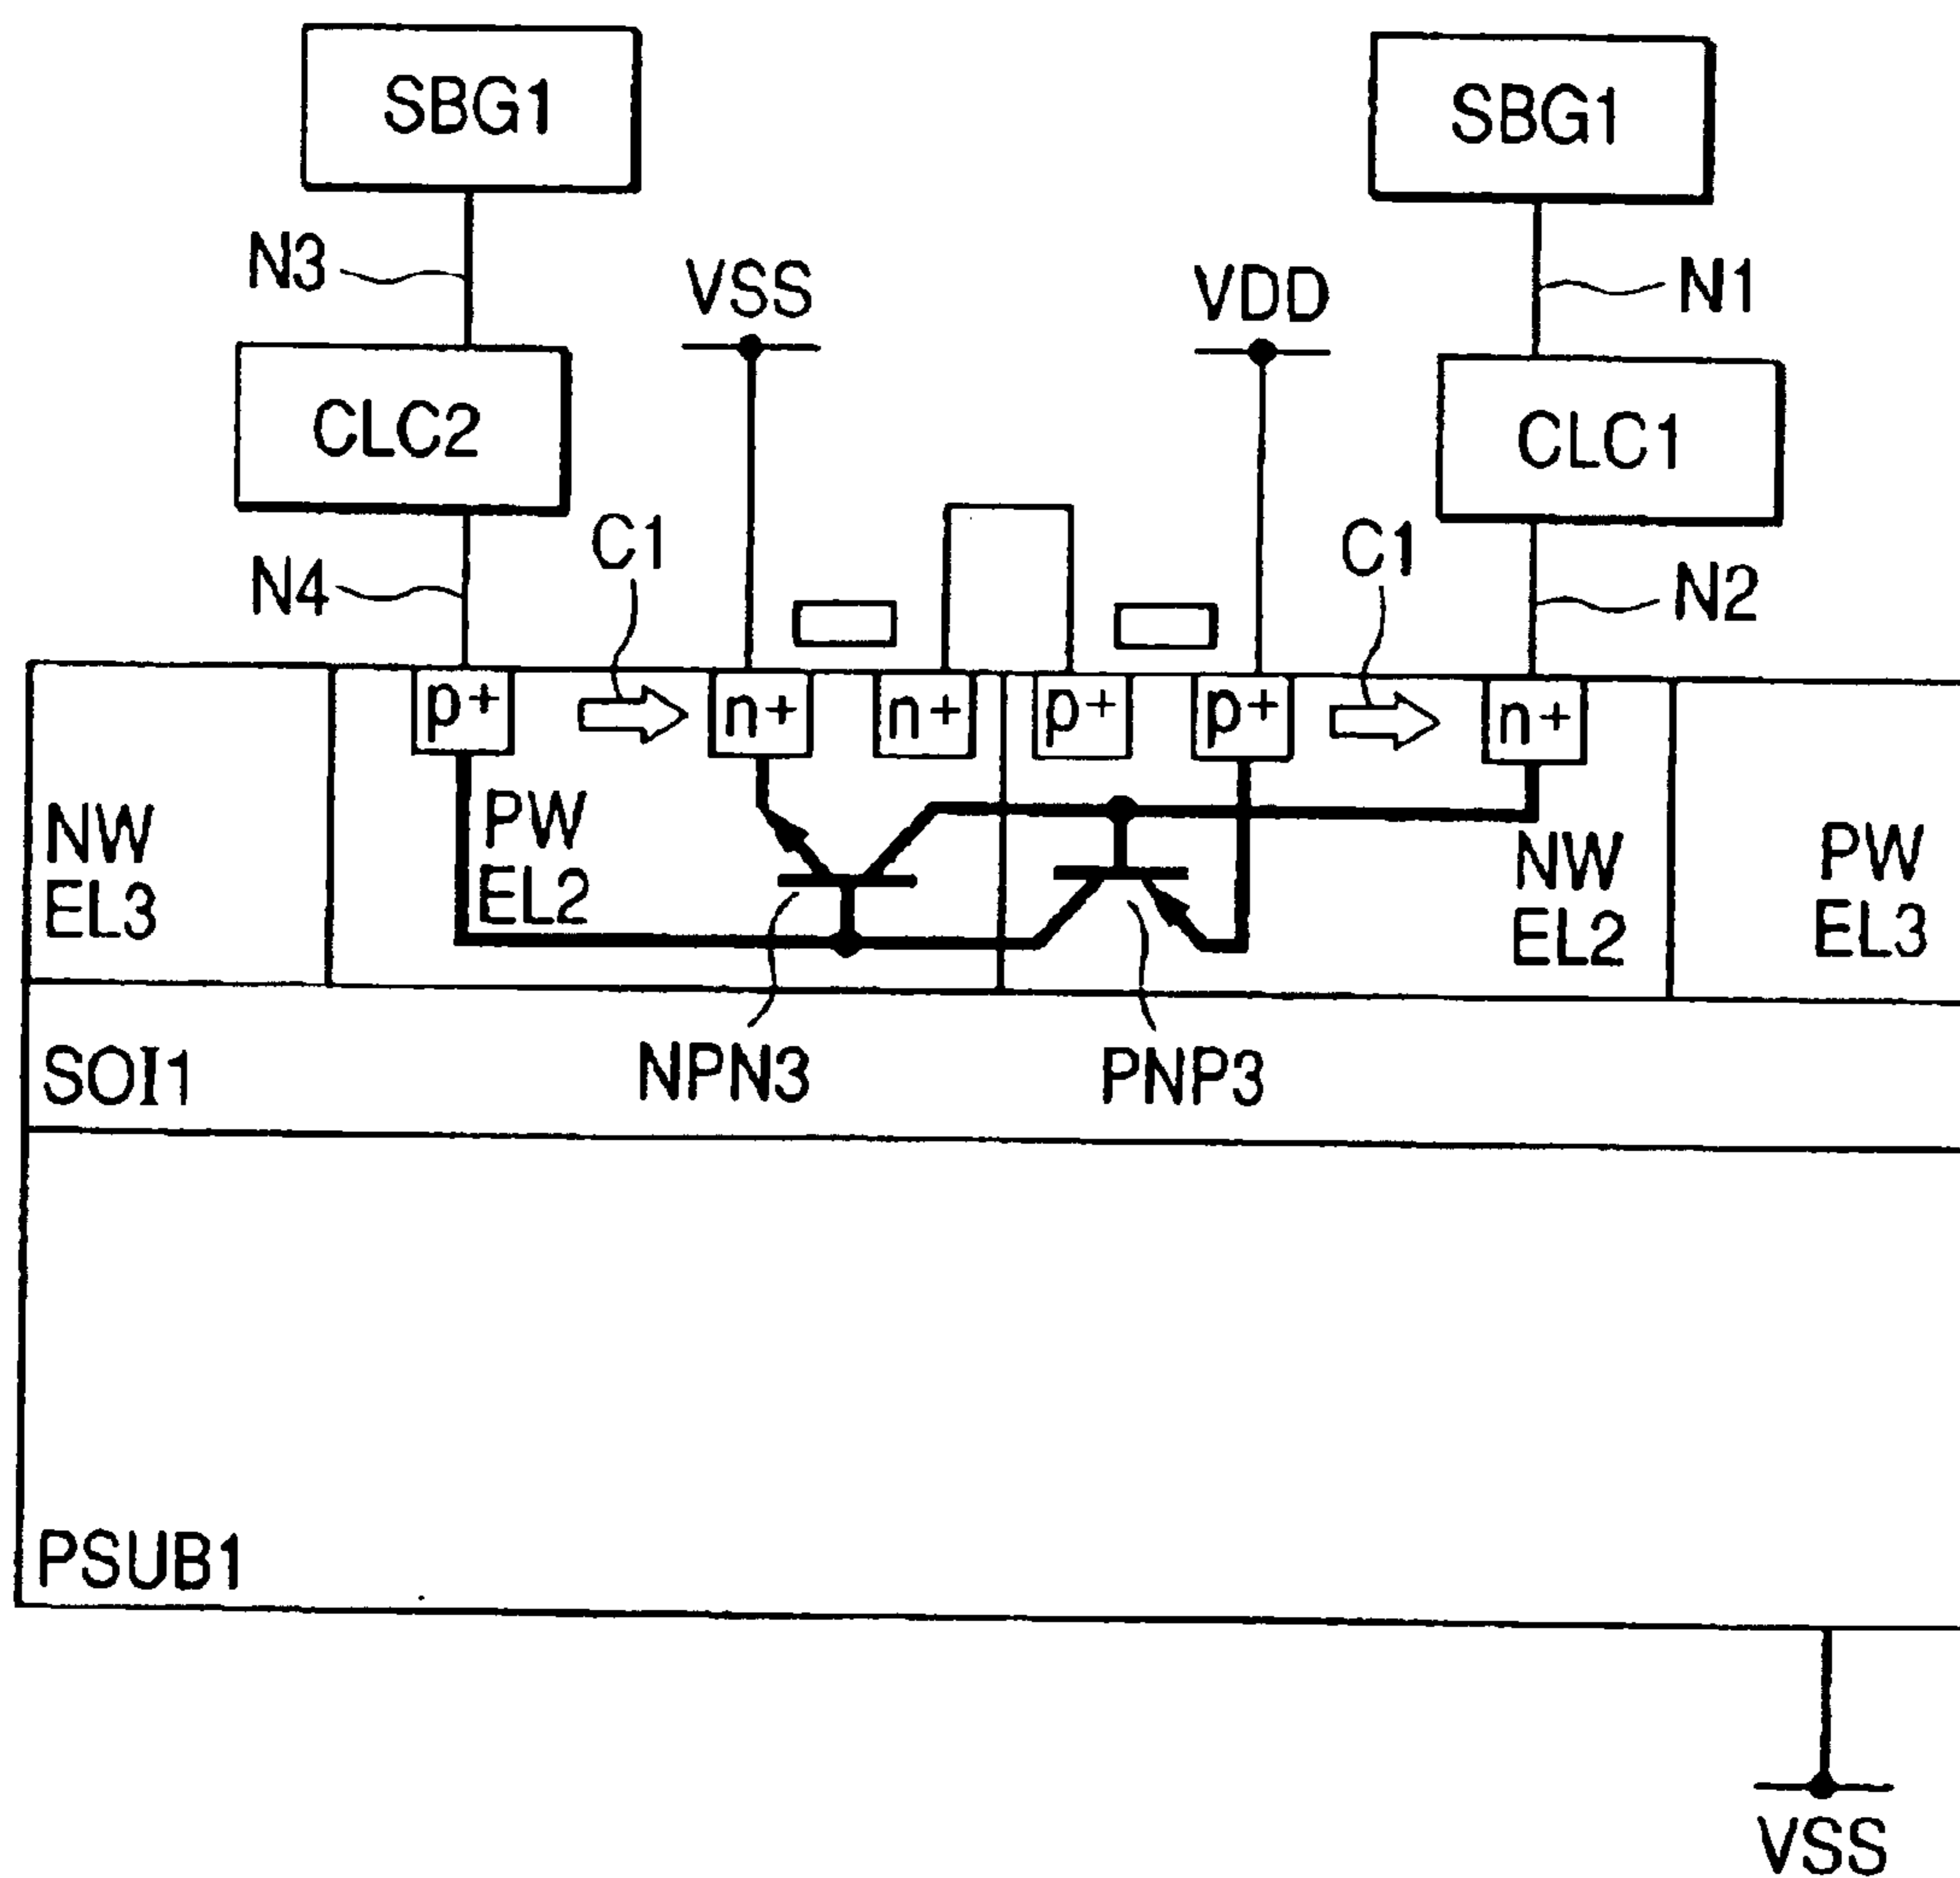 SBG1
SBG1
N3
VSS
VDD
N1
CLC2
CLC1
C1
C1
N4
N2
p+
n+
n+
p+
p+
n+
NW
EL3
PW
EL2
NW
EL2
PW
EL3
SOI1
NPN3
PNP3
PSUB1
VSS